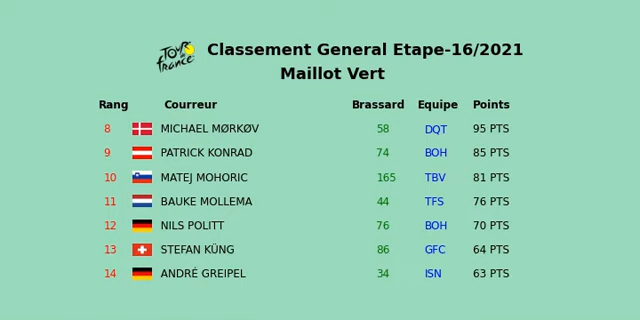 TOUR de france Classement General Etape-16/2021
Maillot Vert
Rang Courreur Brassard Equipe Points
8 MICHAEL MØRKØV 58 DQT 95 PTS
9 PATRICK KONRAD 74 BOH 85 PTS
10 MATEJ MOHORIC 165 TBV 81 PTS
11 BAUKE MOLLEMA 44 TFS 76 PTS
12 NILS POLITT 76 BOH 70 PTS
13 STEFAN KÜNG 86 GFC 64 PTS
14 ANDRÉ GREIPEL 34 ISN 63 PTS